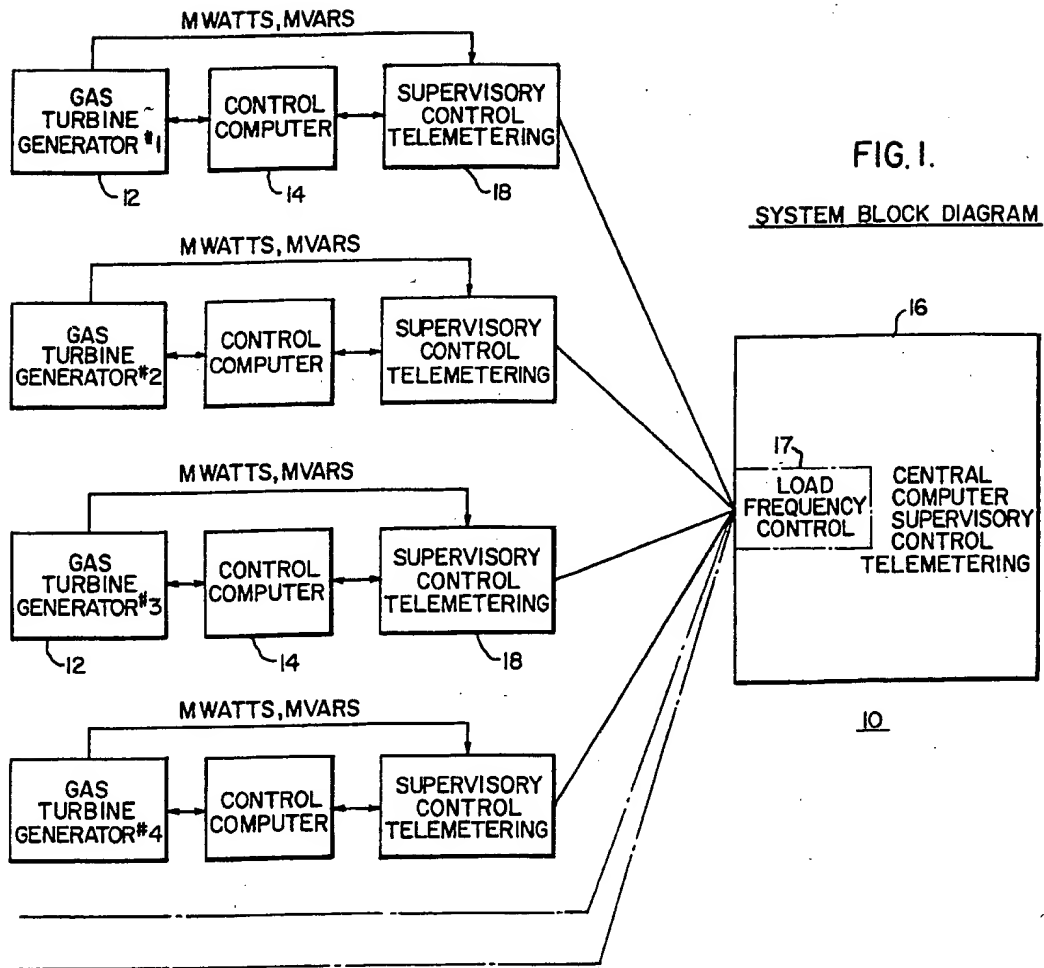 MWATTS, MVARS
GAS
TURBINE
GENERATOR #1
CONTROL
COMPUTER
SUPERVISORY
CONTROL
TELEMETERING
12
14
18
FIG. 1.
SYSTEM BLOCK DIAGRAM
MWATTS, MVARS
GAS
TURBINE
GENERATOR #2
CONTROL
COMPUTER
SUPERVISORY
CONTROL
TELEMETERING
16
17
LOAD
FREQUENCY
CONTROL
CENTRAL
COMPUTER
SUPERVISORY
CONTROL
TELEMETERING
10
MWATTS, MVARS
GAS
TURBINE
GENERATOR #3
CONTROL
COMPUTER
SUPERVISORY
CONTROL
TELEMETERING
12
14
18
MWATTS, MVARS
GAS
TURBINE
GENERATOR #4
CONTROL
COMPUTER
SUPERVISORY
CONTROL
TELEMETERING